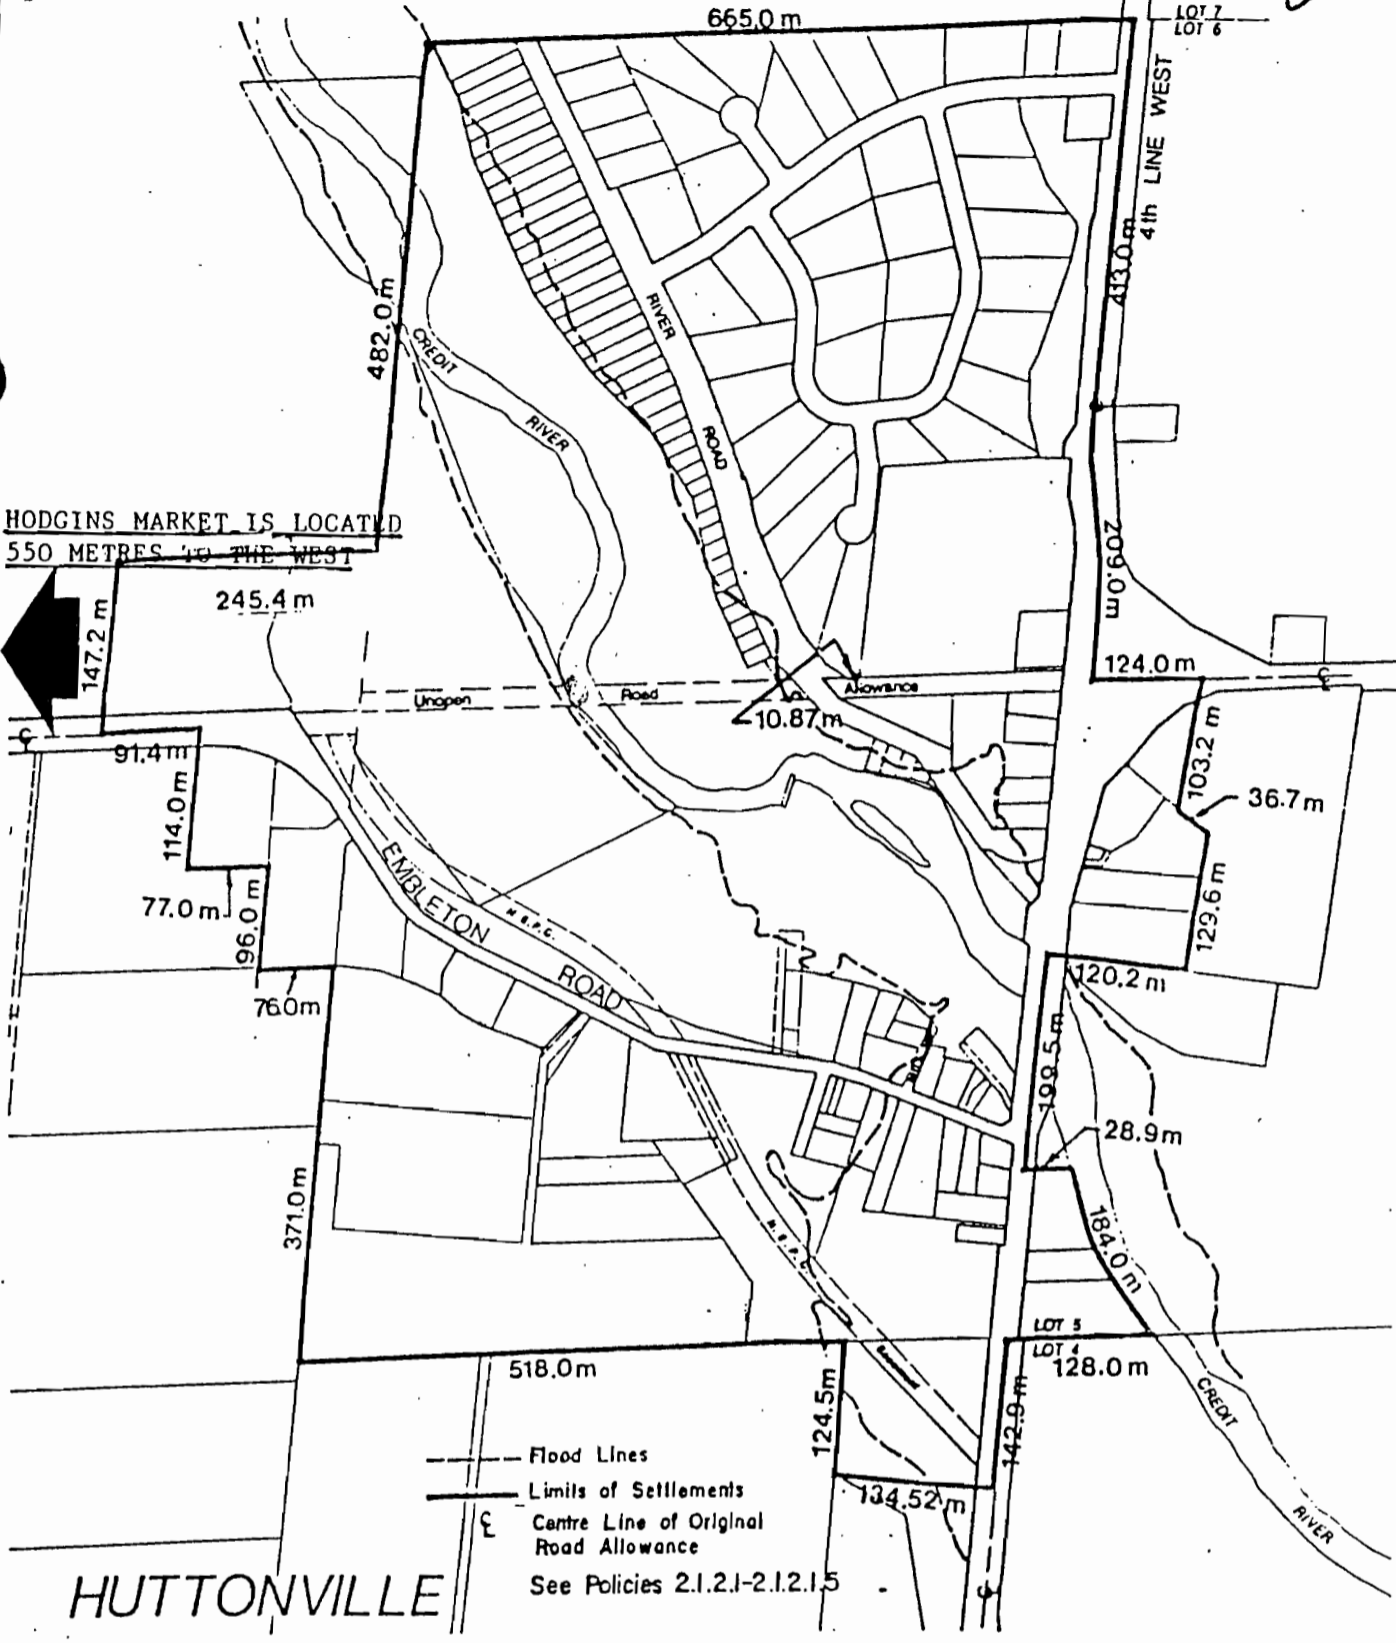 665.0 m
LOT 7
LOT 6
4th LINE WEST
413.0 m
482.0 m
CREDIT
RIVER
RIVER
ROAD
HODGINS MARKET IS LOCATED
550 METRES TO THE WEST
245.4 m
147.2 m
209.0 m
124.0 m
℄
Unopen
Road
Allowance
10.87 m
℄
91.4 m
114.0 m
77.0 m
96.0 m
76.0 m
103.2 m
36.7 m
129.6 m
120.2 m
EMBLETON
ROAD
H.E.P.C.
199.5 m
28.9 m
184.0 m
371.0 m
H.E.P.C.
Easement
LOT 5
LOT 4
128.0 m
518.0 m
124.5 m
142.9 m
134.52 m
CREDIT
RIVER
Flood Lines
Limits of Settlements
℄ Centre Line of Original
Road Allowance
See Policies 2.1.2.1-2.1.2.1.5
℄
HUTTONVILLE